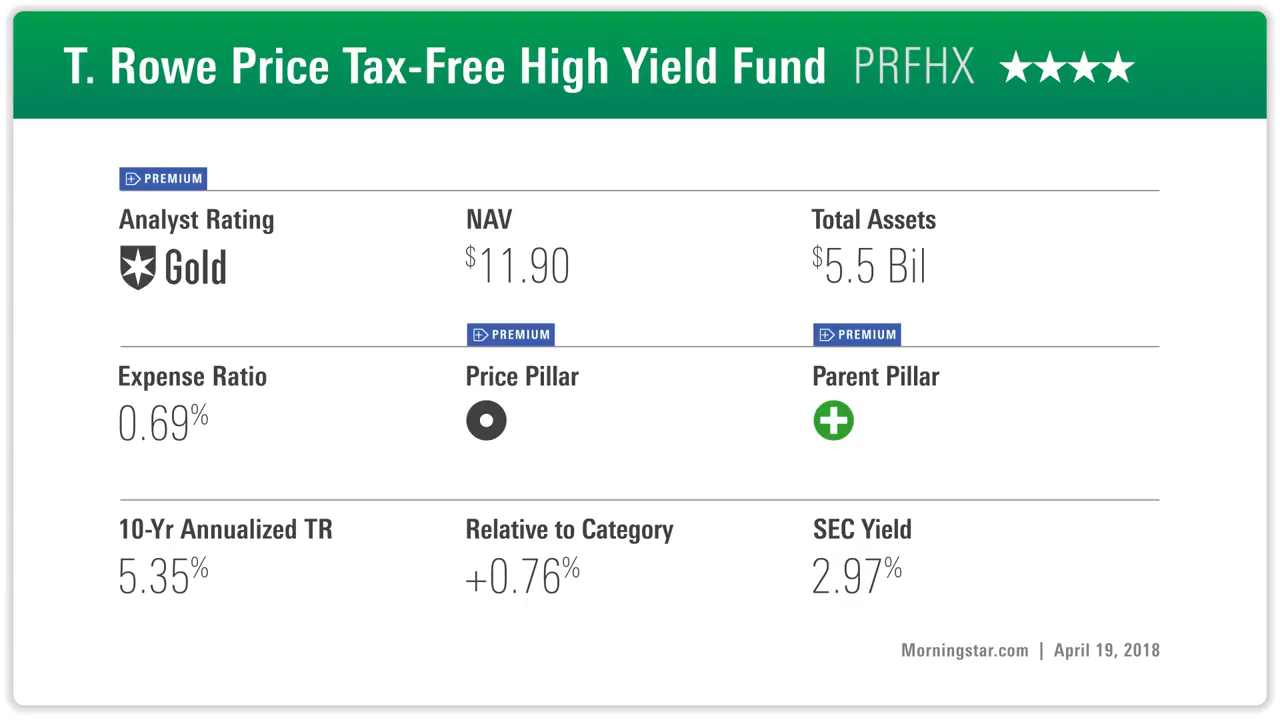 T. Rowe Price Tax-Free High Yield Fund PRFHX ★★★★
PREMIUM
Analyst Rating NAV Total Assets
Gold $11.90 $5.5 Bil
PREMIUM PREMIUM
Expense Ratio Price Pillar Parent Pillar
0.69%
10-Yr Annualized TR Relative to Category SEC Yield
5.35% +0.76% 2.97%
Morningstar.com | April 19, 2018